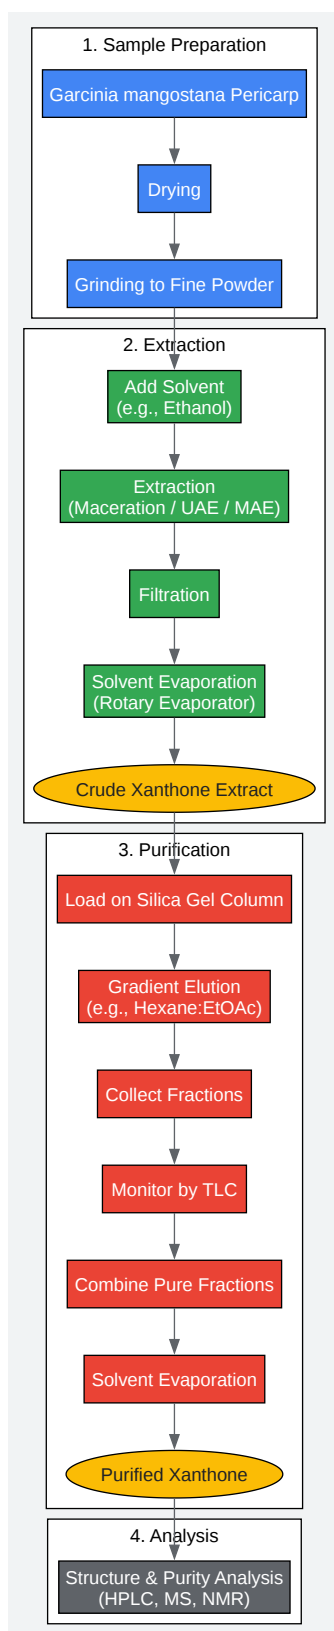 1. Sample Preparation
Garcinia mangostana Pericarp
Drying
Grinding to Fine Powder
2. Extraction
Add Solvent
(e.g., Ethanol)
Extraction
(Maceration / UAE / MAE)
Filtration
Solvent Evaporation
(Rotary Evaporator)
Crude Xanthone Extract
3. Purification
Load on Silica Gel Column
Gradient Elution
(e.g., Hexane:EtOAc)
Collect Fractions
Monitor by TLC
Combine Pure Fractions
Solvent Evaporation
Purified Xanthone
4. Analysis
Structure & Purity Analysis
(HPLC, MS, NMR)